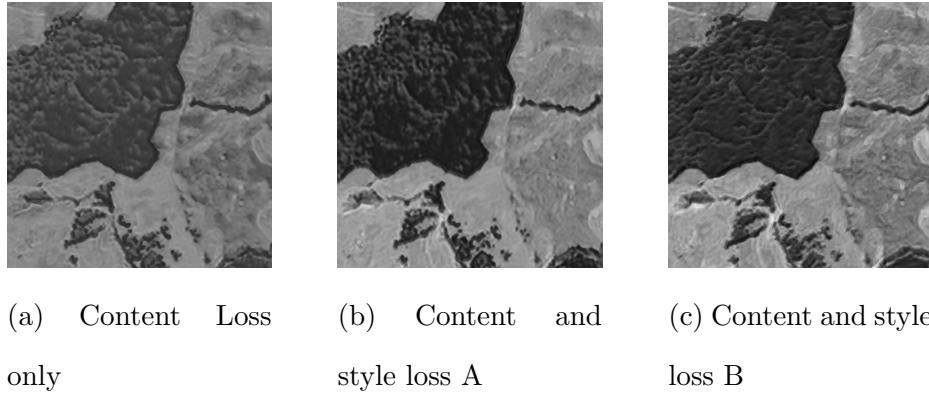 (a) Content Loss
only
(b) Content and
style loss A
(c) Content and style
loss B